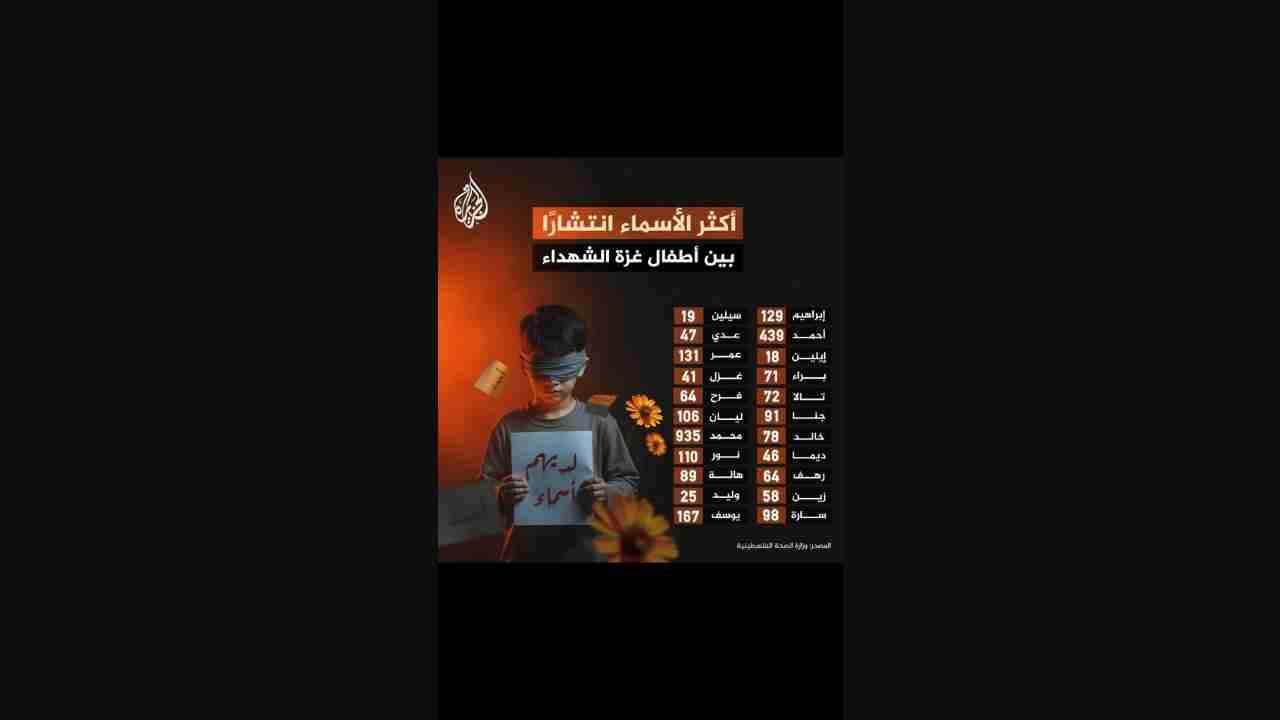 الجزيرة
أكثر الأسماء انتشارًا
بين أطفال غزة الشهداء
إبراهيم 129 سيلين 19
أحمد 439 عدي 47
إيلين 18 عمر 131
براء 71 غزل 41
تالا 72 فرح 64
جنا 91 ليان 106
خالد 78 محمد 935
ديما 46 نور 110
رهف 64 هالة 89
زين 58 وليد 25
سارة 98 يوسف 167
لديهم
أسماء
المصدر: وزارة الصحة الفلسطينية